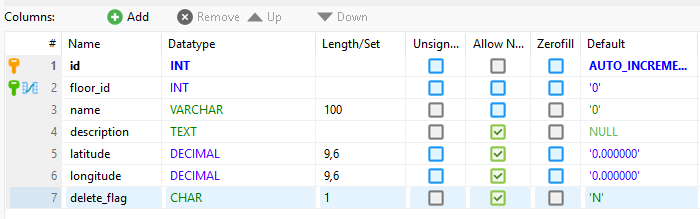 Columns: Add Remove Up Down
# Name Datatype Length/Set Unsign... Allow N... Zerofill Default
1 id INT AUTO_INCREME...
2 floor_id INT '0'
3 name VARCHAR 100 '0'
4 description TEXT NULL
5 latitude DECIMAL 9,6 '0.000000'
6 longitude DECIMAL 9,6 '0.000000'
7 delete_flag CHAR 1 'N'